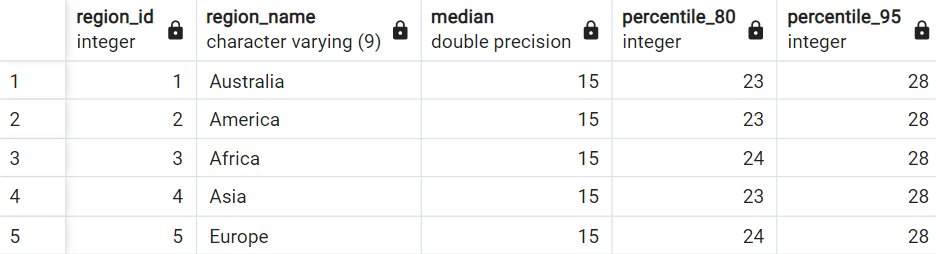 region_id region_name median percentile_80 percentile_95
integer character varying (9) double precision integer integer
1 1 Australia 15 23 28
2 2 America 15 23 28
3 3 Africa 15 24 28
4 4 Asia 15 23 28
5 5 Europe 15 24 28